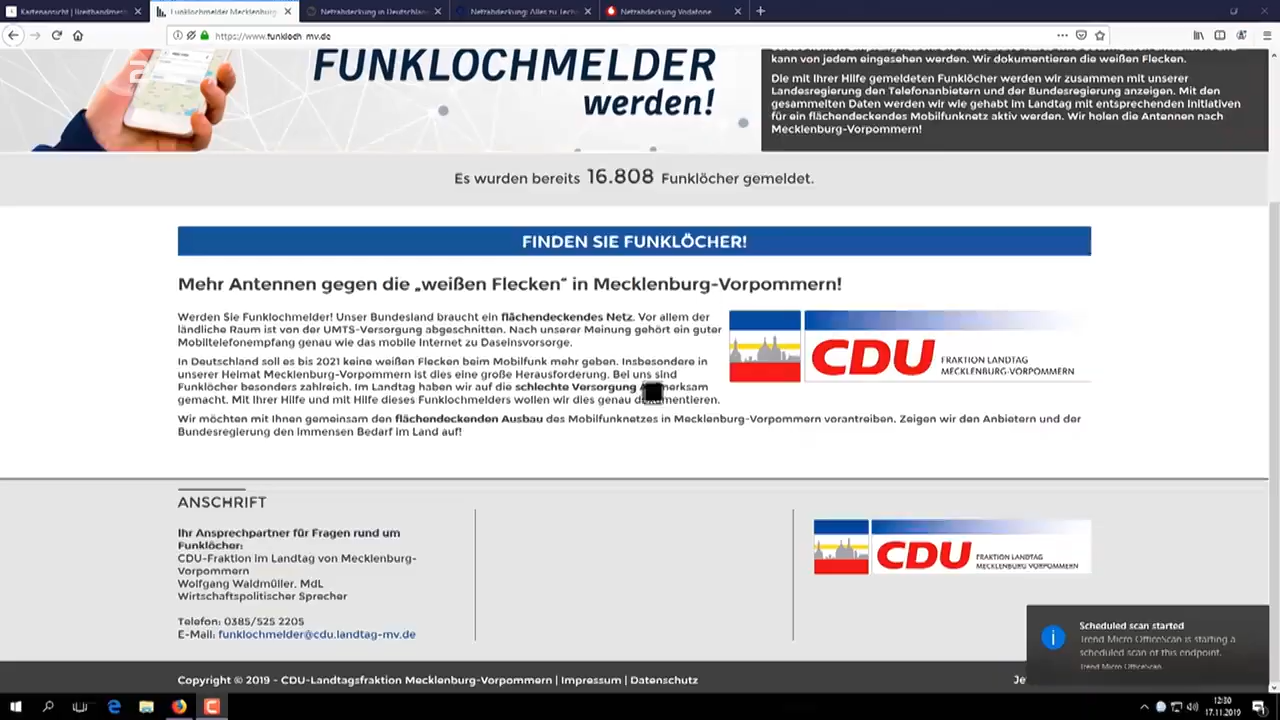 Kartenansicht | Breitbandmess
Funklochmelder Mecklenburg
Netzabdeckung in Deutschland
Netzabdeckung: Alles zu Techn
Netzabdeckung Vodafone
https://www.funkloch-mv.de
FUNKLOCHMELDER
werden!
kann von jedem eingesehen werden. Wir dokumentieren die weißen Flecken.
Die mit Ihrer Hilfe gemeldeten Funklöcher werden wir zusammen mit unserer
Landesregierung den Telefonanbietern und der Bundesregierung anzeigen. Mit den
gesammelten Daten werden wir wie gehabt im Landtag mit entsprechenden Initiativen
für ein flächendeckendes Mobilfunknetz aktiv werden. Wir holen die Antennen nach
Mecklenburg-Vorpommern!
Es wurden bereits 16.808 Funklöcher gemeldet.
FINDEN SIE FUNKLÖCHER!
Mehr Antennen gegen die „weißen Flecken“ in Mecklenburg-Vorpommern!
Werden Sie Funklochmelder! Unser Bundesland braucht ein flächendeckendes Netz. Vor allem der
ländliche Raum ist von der UMTS-Versorgung abgeschnitten. Nach unserer Meinung gehört ein guter
Mobiltelefonempfang genau wie das mobile Internet zu Daseinsvorsorge.
In Deutschland soll es bis 2021 keine weißen Flecken beim Mobilfunk mehr geben. Insbesondere in
unserer Heimat Mecklenburg-Vorpommern ist dies eine große Herausforderung. Bei uns sind
Funklöcher besonders zahlreich. Im Landtag haben wir auf die schlechte Versorgung
gemacht. Mit Ihrer Hilfe und mit Hilfe dieses Funklochmelders wollen wir dies genau
CDU FRAKTION LANDTAG
MECKLENBURG-VORPOMMERN
Wir möchten mit Ihnen gemeinsam den flächendeckenden Ausbau des Mobilfunknetzes in Mecklenburg-Vorpommern vorantreiben. Zeigen wir den Anbietern und der
Bundesregierung den immensen Bedarf im Land auf!
ANSCHRIFT
Ihr Ansprechpartner für Fragen rund um
Funklöcher:
CDU-Fraktion im Landtag von Mecklenburg-
Vorpommern
Wolfgang Waldmüller, MdL
Wirtschaftspolitischer Sprecher
Telefon: 0385/525 2205
E-Mail: funklochmelder@cdu.landtag-mv.de
CDU FRAKTION LANDTAG
MECKLENBURG VORPOMMERN
Scheduled scan started
Trend Micro OfficeScan is starting a
scheduled scan of this endpoint.
Trend Micro OfficeScan
Copyright © 2019 - CDU-Landtagsfraktion Mecklenburg-Vorpommern | Impressum | Datenschutz
17.11.2019